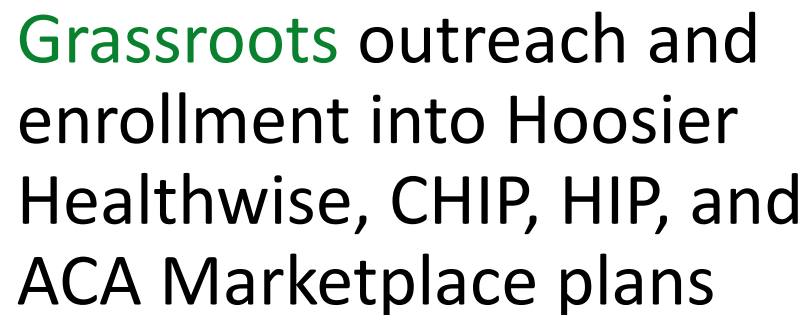 Grassroots outreach and
enrollment into Hoosier
Healthwise, CHIP, HIP, and
ACA Marketplace plans